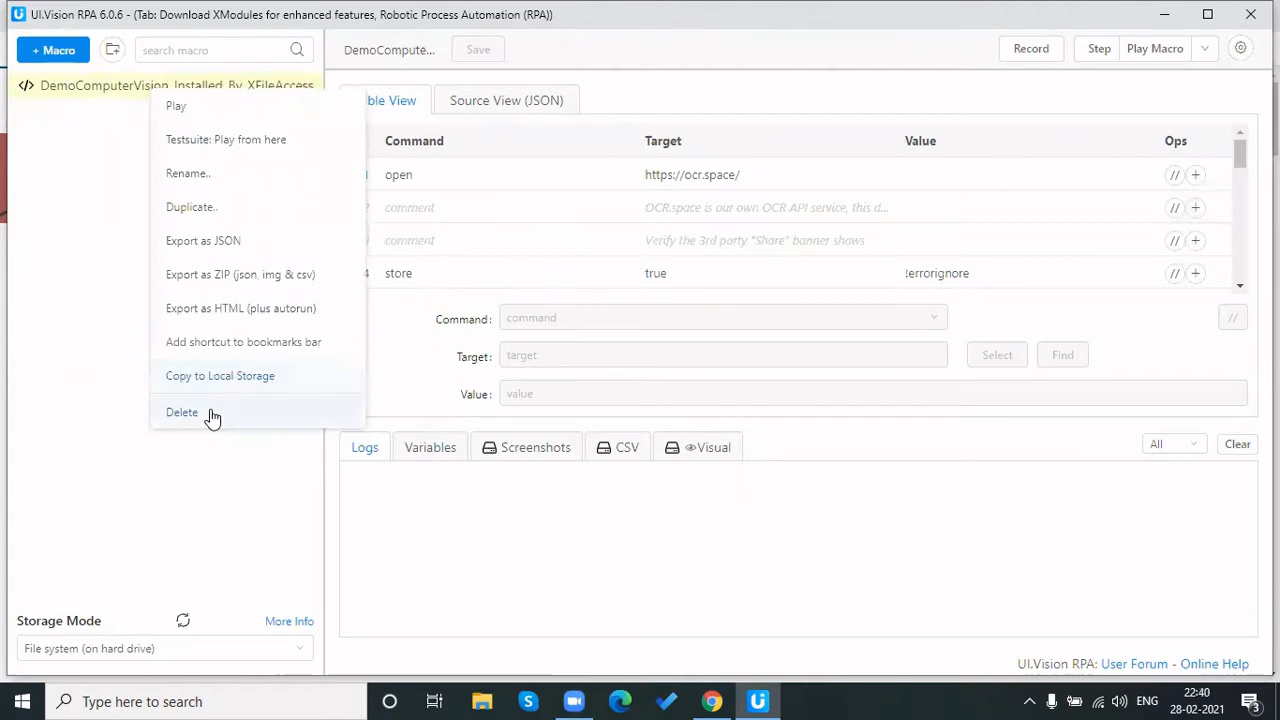 UI.Vision RPA 6.0.6 - (Tab: Download XModules for enhanced features, Robotic Process Automation (RPA))
+ Macro
search macro
DemoCompute...
Save
Record
Step
Play Macro
DemoComputerVision_Installed_By_XFileAccess
Play
Testsuite: Play from here
Rename..
Duplicate..
Export as JSON
Export as ZIP (json, img & csv)
Export as HTML (plus autorun)
Add shortcut to bookmarks bar
Copy to Local Storage
Delete
ble View
Source View (JSON)
Command Target Value Ops
open https://ocr.space/ // +
comment OCR.space is our own OCR API service, this d... // +
comment Verify the 3rd party "Share" banner shows // +
4 store true !errorignore // +
Command: command //
Target: target Select Find
Value: value
Logs Variables Screenshots CSV Visual
All Clear
Storage Mode More Info
File system (on hard drive)
UI.Vision RPA: User Forum - Online Help
Type here to search
ENG
22:40
28-02-2021
3